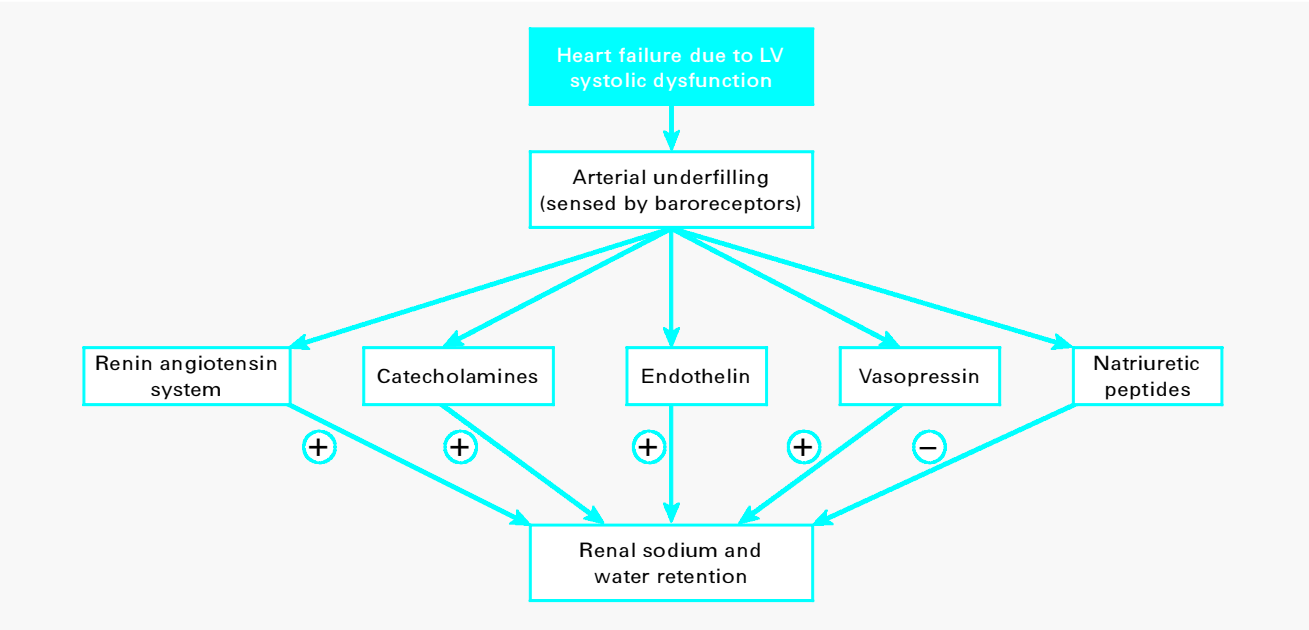 Heart failure due to LV
systolic dysfunction
Arterial underfilling
(sensed by baroreceptors)
Renin angiotensin
system
Catecholamines
Endothelin
Vasopressin
Natriuretic
peptides
+
+
+
+
−
Renal sodium and
water retention